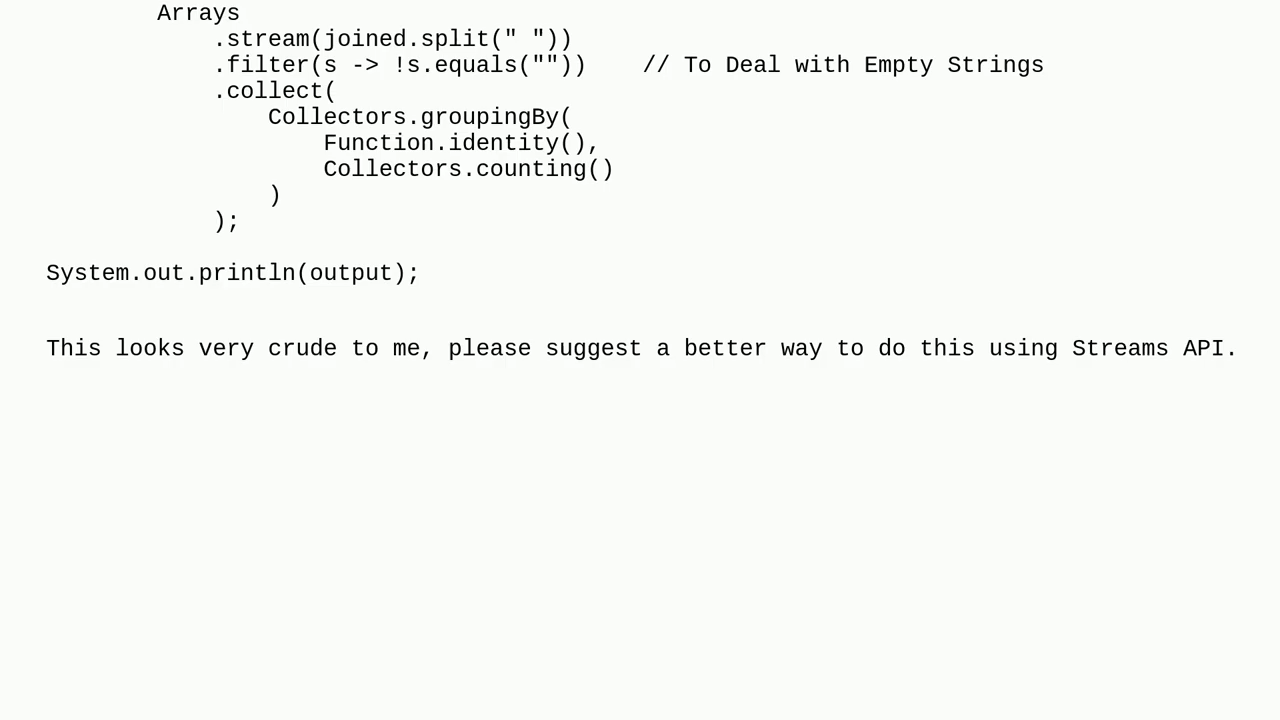 Arrays
.stream(joined.split(" "))
.filter(s -> !s.equals(""))    // To Deal with Empty Strings
.collect(
Collectors.groupingBy(
Function.identity(),
Collectors.counting()
)
);
System.out.println(output);
This looks very crude to me, please suggest a better way to do this using Streams API.